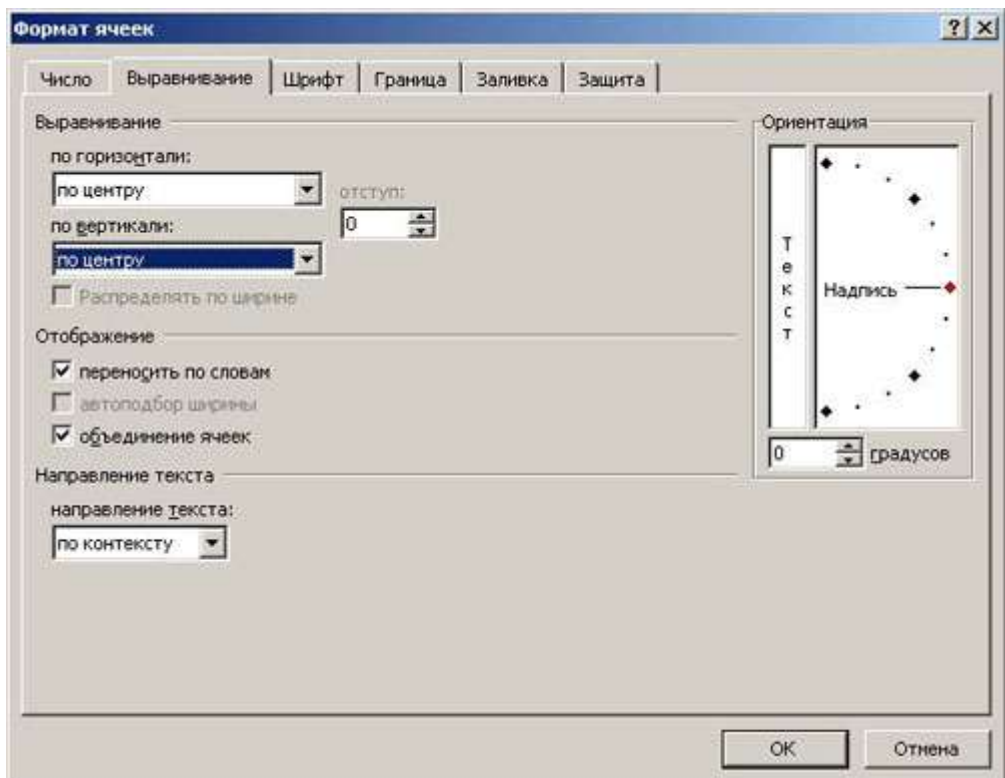 Формат ячеек
Число Выравнивание Шрифт Граница Заливка Защита
Выравнивание
по горизонтали:
по центру
отступ:
0
по вертикали:
по центру
Распределять по ширине
Отображение
переносить по словам
автоподбор ширины
объединение ячеек
Направление текста
направление текста:
по контексту
Ориентация
Текст
Надпись
0 градусов
ОК Отмена